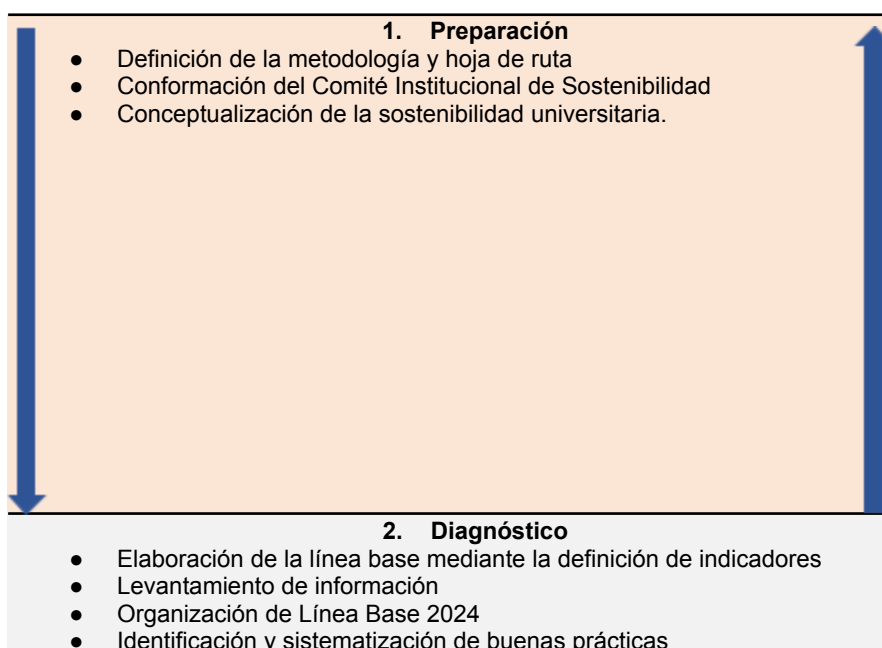 1. Preparación
● Definición de la metodología y hoja de ruta
● Conformación del Comité Institucional de Sostenibilidad
● Conceptualización de la sostenibilidad universitaria.
2. Diagnóstico
● Elaboración de la línea base mediante la definición de indicadores
● Levantamiento de información
● Organización de Línea Base 2024
● Identificación y sistematización de buenas prácticas